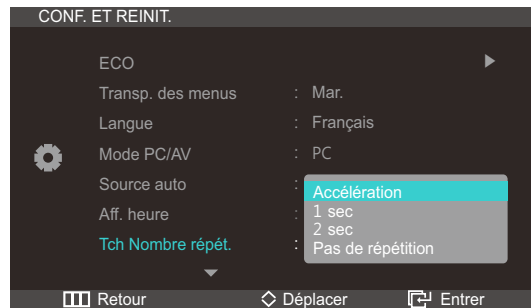 CONF. ET REINIT.
ECO
Transp. des menus : Mar.
Langue : Français
Mode PC/AV : PC
Source auto :
Aff. heure :
Tch Nombre répét. :
Accélération
1 sec
2 sec
Pas de répétition
Retour Déplacer Entrer